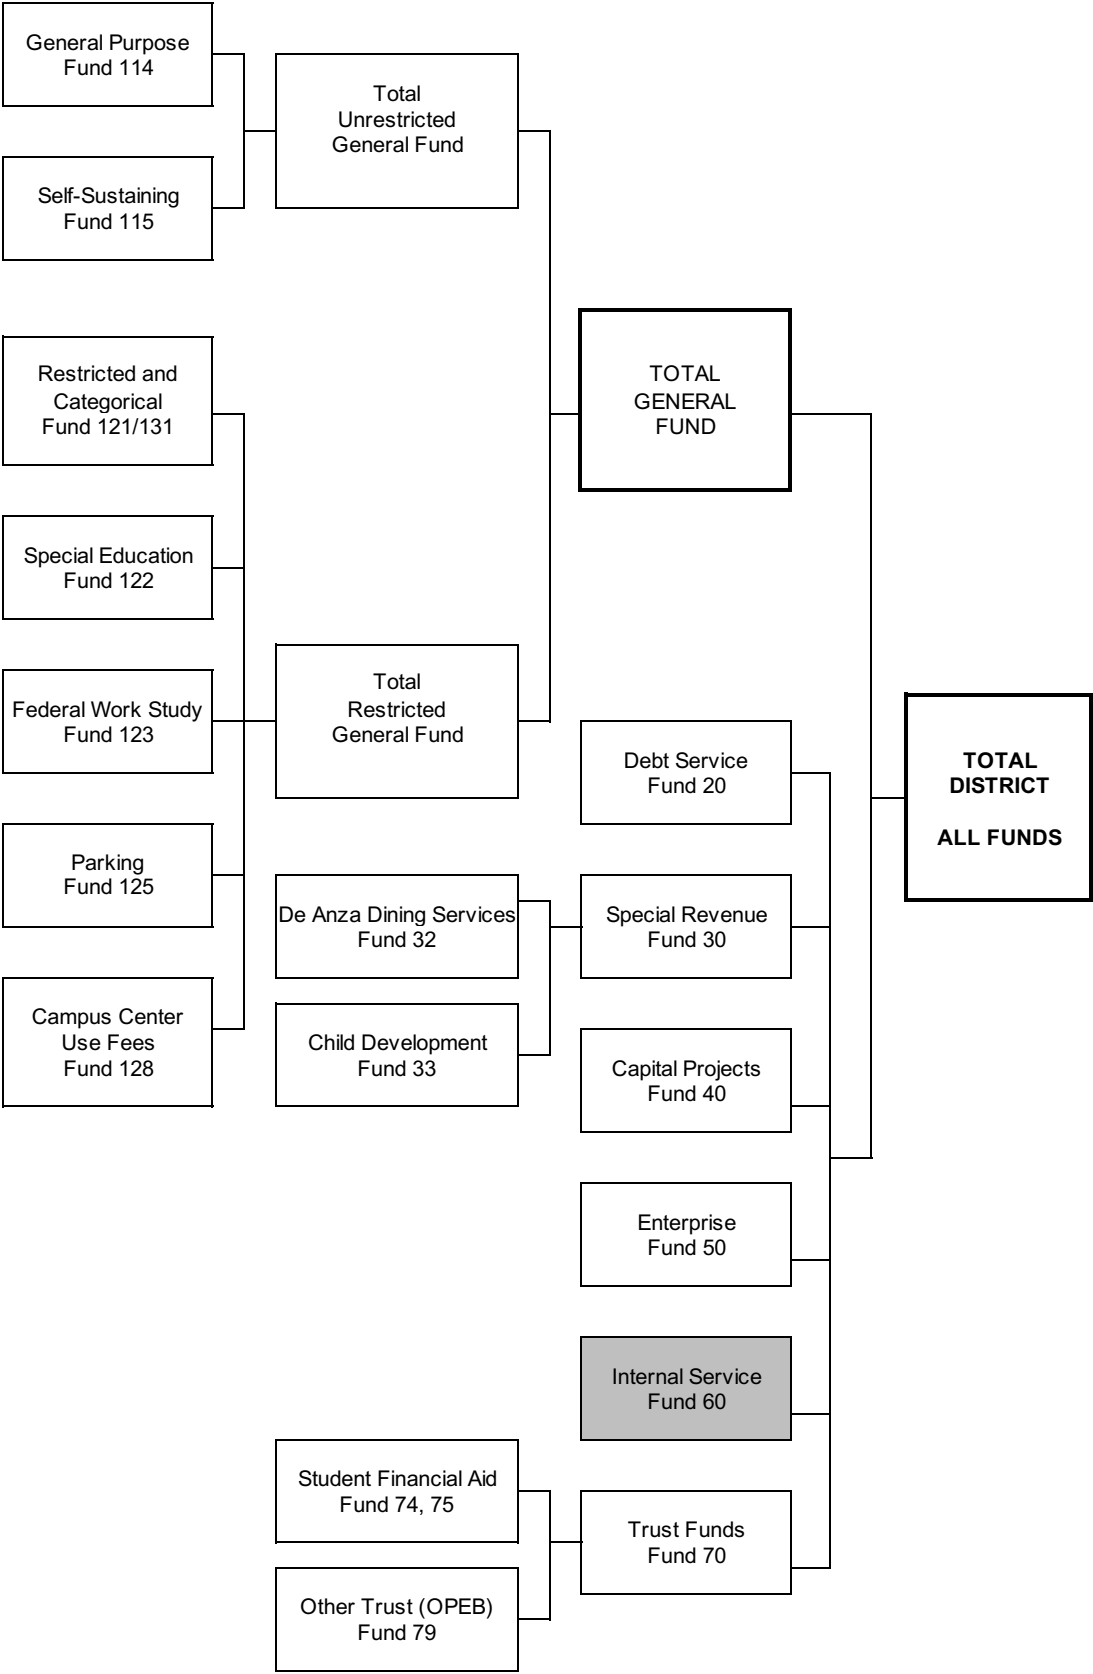 General Purpose
Fund 114
Total
Unrestricted
General Fund
Self-Sustaining
Fund 115
Restricted and
Categorical
Fund 121/131
TOTAL
GENERAL
FUND
Special Education
Fund 122
Federal Work Study
Fund 123
Total
Restricted
General Fund
Debt Service
Fund 20
TOTAL
DISTRICT
ALL FUNDS
Parking
Fund 125
De Anza Dining Services
Fund 32
Special Revenue
Fund 30
Campus Center
Use Fees
Fund 128
Child Development
Fund 33
Capital Projects
Fund 40
Enterprise
Fund 50
Internal Service
Fund 60
Student Financial Aid
Fund 74, 75
Trust Funds
Fund 70
Other Trust (OPEB)
Fund 79